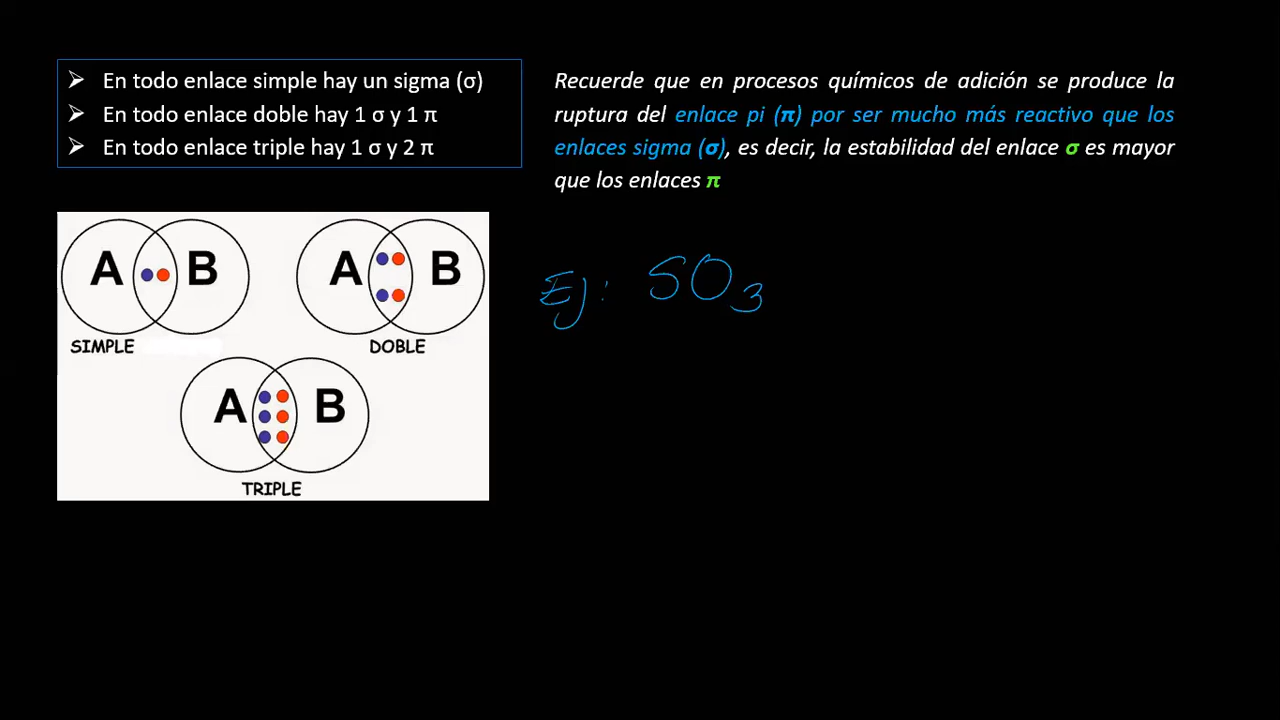 ➢ En todo enlace simple hay un sigma (σ)
➢ En todo enlace doble hay 1 σ y 1 π
➢ En todo enlace triple hay 1 σ y 2 π
Recuerde que en procesos químicos de adición se produce la
ruptura del enlace pi (π) por ser mucho más reactivo que los
enlaces sigma (σ), es decir, la estabilidad del enlace σ es mayor
que los enlaces π
A B
SIMPLE
A B
DOBLE
A B
TRIPLE
Ej: SO₃